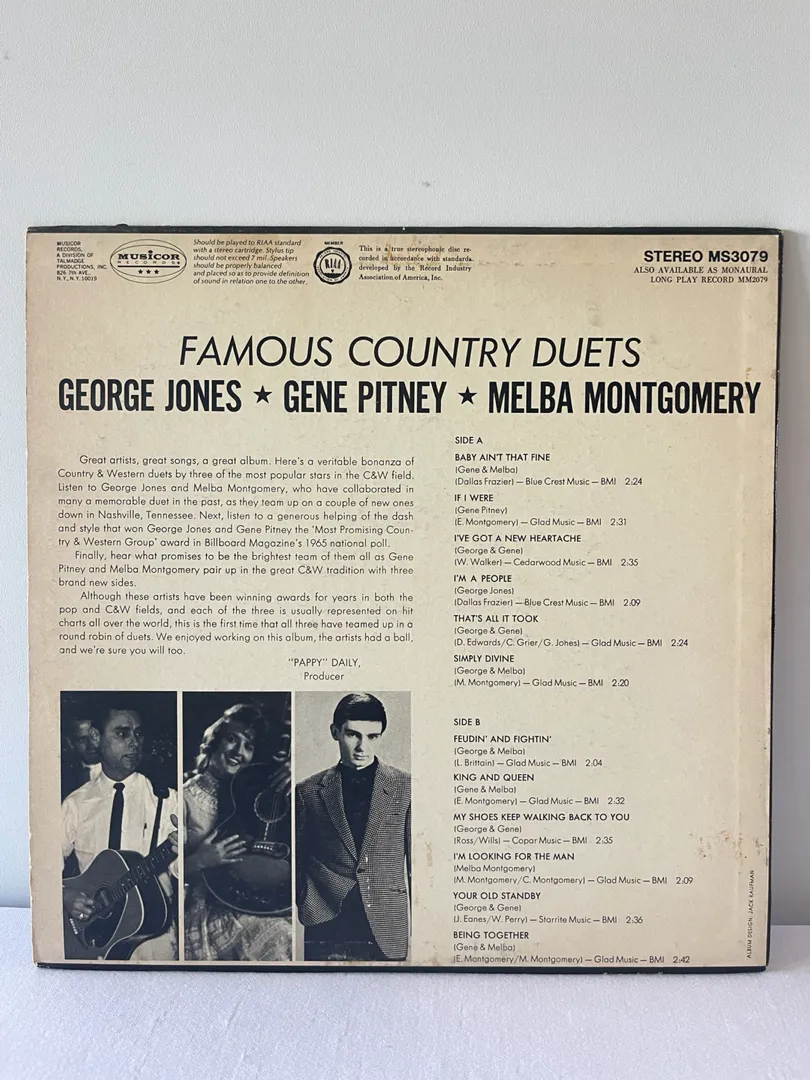 MUSICOR
RECORDS,
A DIVISION OF
TALMADGE
PRODUCTIONS, INC.
826 7th AVE.,
N.Y., N.Y. 10019
MUSICOR
RECORDS
Should be played to RIAA standard
with a stereo cartridge. Stylus tip
should not exceed 7 mil. Speakers
should be properly balanced
and placed so as to provide definition
of sound in relation one to the other.
MEMBER
RIAA
This is a true stereophonic disc re-
corded in accordance with standards
developed by the Record Industry
Association of America, Inc.
STEREO MS3079
ALSO AVAILABLE AS MONAURAL
LONG PLAY RECORD MM2079
FAMOUS COUNTRY DUETS
GEORGE JONES ★ GENE PITNEY ★ MELBA MONTGOMERY
Great artists, great songs, a great album. Here's a veritable bonanza of
Country & Western duets by three of the most popular stars in the C&W field.
Listen to George Jones and Melba Montgomery, who have collaborated in
many a memorable duet in the past, as they team up on a couple of new ones
down in Nashville, Tennessee. Next, listen to a generous helping of the dash
and style that won George Jones and Gene Pitney the 'Most Promising Coun-
try & Western Group' award in Billboard Magazine's 1965 national poll.
Finally, hear what promises to be the brightest team of them all as Gene
Pitney and Melba Montgomery pair up in the great C&W tradition with three
brand new sides.
Although these artists have been winning awards for years in both the
pop and C&W fields, and each of the three is usually represented on hit
charts all over the world, this is the first time that all three have teamed up in a
round robin of duets. We enjoyed working on this album, the artists had a ball,
and we're sure you will too.
"PAPPY" DAILY,
Producer
SIDE A
BABY AIN'T THAT FINE
(Gene & Melba)
(Dallas Frazier) — Blue Crest Music — BMI 2:24
IF I WERE
(Gene Pitney)
(E. Montgomery) — Glad Music — BMI 2:31
I'VE GOT A NEW HEARTACHE
(George & Gene)
(W. Walker) — Cedarwood Music — BMI 2:35
I'M A PEOPLE
(George Jones)
(Dallas Frazier) — Blue Crest Music — BMI 2:09
THAT'S ALL IT TOOK
(George & Gene)
(D. Edwards/C. Grier/G. Jones) — Glad Music — BMI 2:24
SIMPLY DIVINE
(George & Melba)
(M. Montgomery) — Glad Music — BMI 2:20
SIDE B
FEUDIN' AND FIGHTIN'
(George & Melba)
(L. Brittain) — Glad Music — BMI 2:04
KING AND QUEEN
(Gene & Melba)
(E. Montgomery) — Glad Music — BMI 2:32
MY SHOES KEEP WALKING BACK TO YOU
(George & Gene)
(Ross/Wills) — Copar Music — BMI 2:35
I'M LOOKING FOR THE MAN
(Melba Montgomery)
(M. Montgomery/C. Montgomery) — Glad Music — BMI 2:09
YOUR OLD STANDBY
(George & Gene)
(J. Eanes/W. Perry) — Starrite Music — BMI 2:36
BEING TOGETHER
(Gene & Melba)
(E. Montgomery/M. Montgomery) — Glad Music — BMI 2:42
ALBUM DESIGN: JACK KAUFMAN